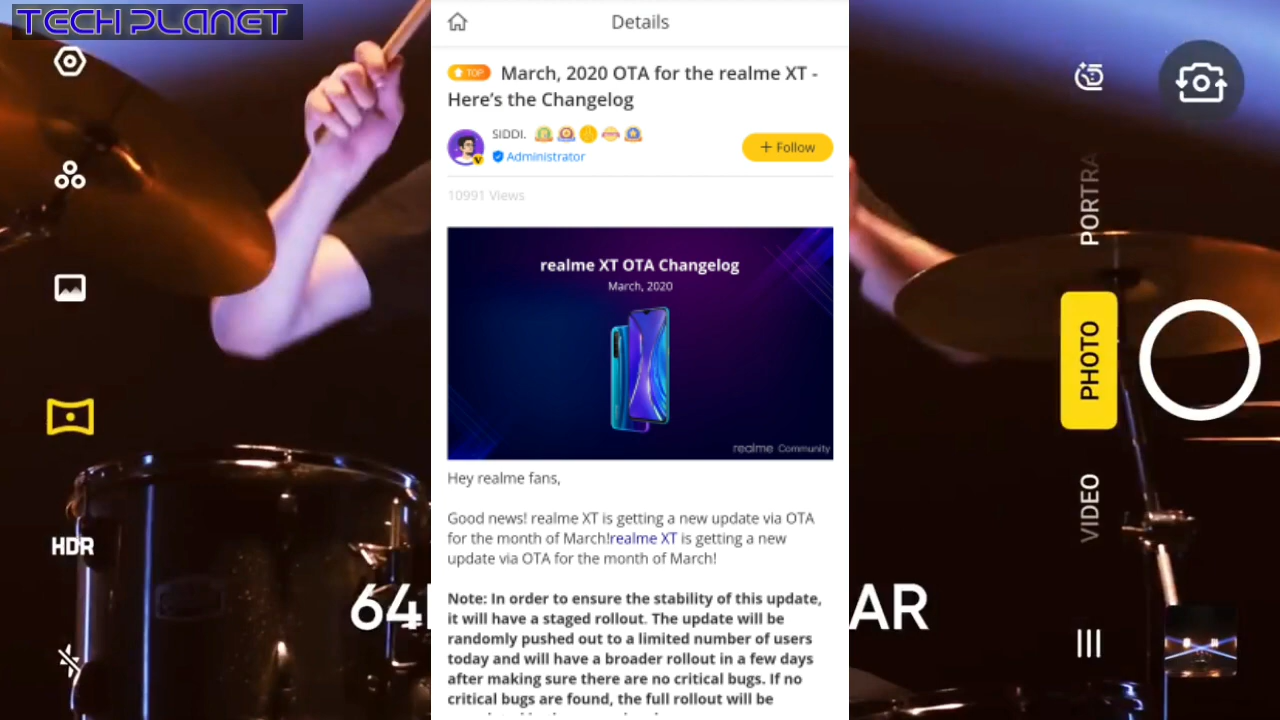 TECH PLANET
Details
TOP March, 2020 OTA for the realme XT -
Here's the Changelog
SIDDI.
Administrator
+ Follow
10991 Views
realme XT OTA Changelog
March, 2020
realme Community
Hey realme fans,
Good news! realme XT is getting a new update via OTA
for the month of March!realme XT is getting a new
update via OTA for the month of March!
Note: In order to ensure the stability of this update,
it will have a staged rollout. The update will be
randomly pushed out to a limited number of users
today and will have a broader rollout in a few days
after making sure there are no critical bugs. If no
critical bugs are found, the full rollout will be
HDR
64
AR
PORTRA
PHOTO
VIDEO